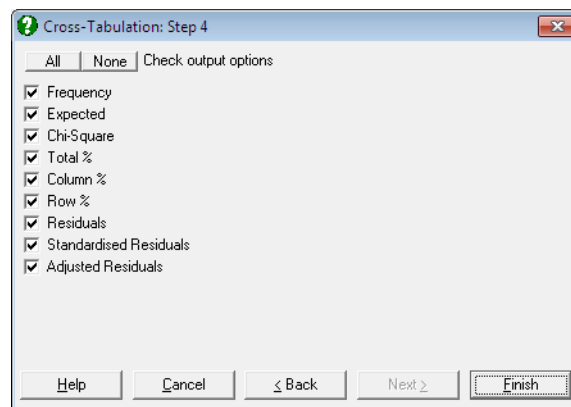 Cross-Tabulation: Step 4
All None Check output options
Frequency
Expected
Chi-Square
Total %
Column %
Row %
Residuals
Standardised Residuals
Adjusted Residuals
Help Cancel < Back Next > Finish